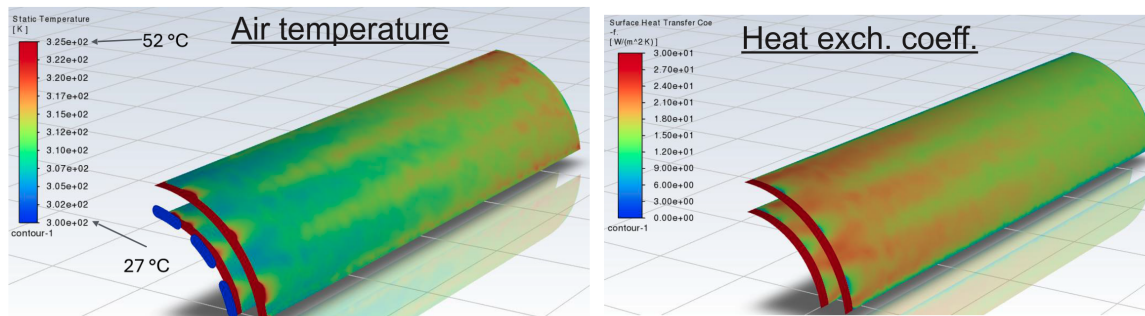 Static Temperature
[ K ]
3.25e+02
3.22e+02
3.20e+02
3.17e+02
3.15e+02
3.12e+02
3.10e+02
3.07e+02
3.05e+02
3.02e+02
3.00e+02
contour-1
52 ºC
27 ºC
Air temperature
Surface Heat Transfer Coe
-f.
[ W/(m^2 K) ]
3.00e+01
2.70e+01
2.40e+01
2.10e+01
1.80e+01
1.50e+01
1.20e+01
9.00e+00
6.00e+00
3.00e+00
0.00e+00
contour-1
Heat exch. coeff.